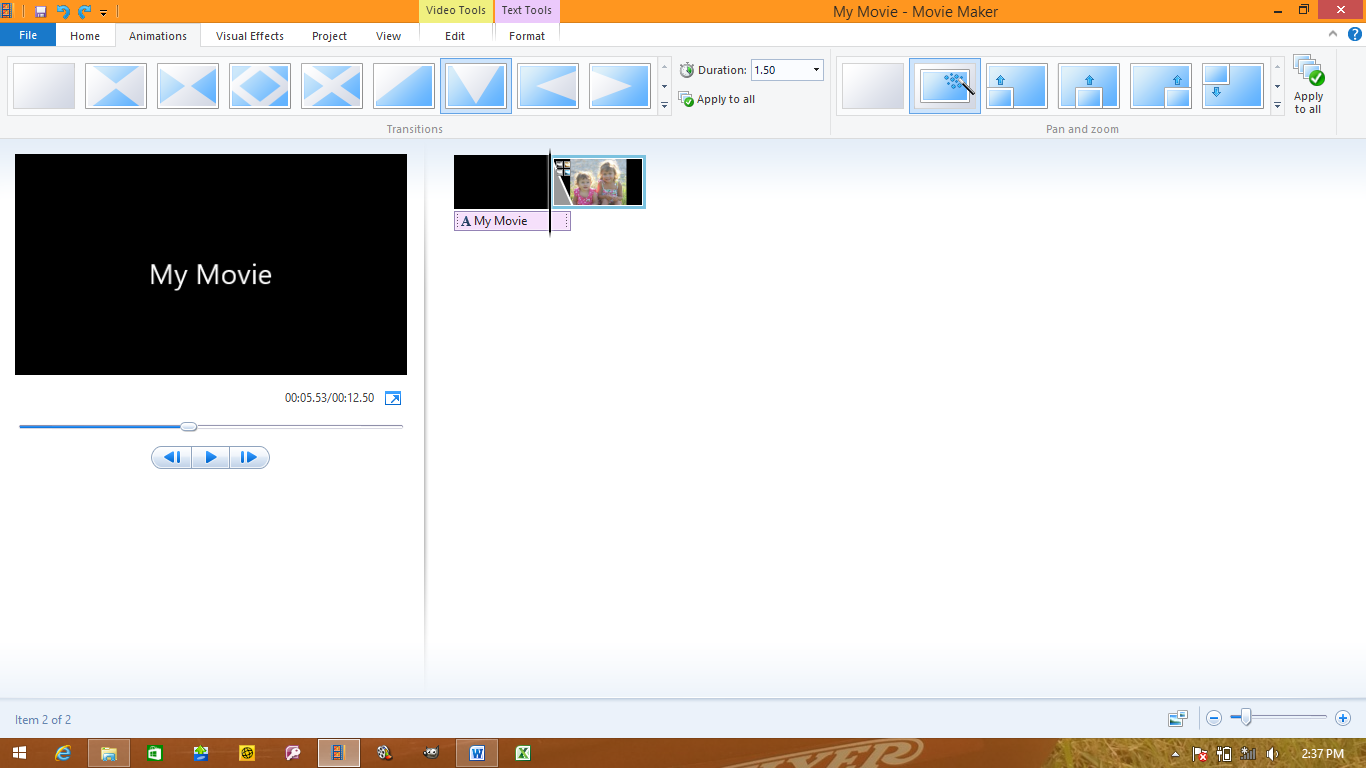 Video Tools
Text Tools
My Movie - Movie Maker
File
Home
Animations
Visual Effects
Project
View
Edit
Format
Duration: 1.50
Apply to all
Transitions
Apply
to all
Pan and zoom
My Movie
00:05.53/00:12.50
A My Movie
Item 2 of 2
2:37 PM